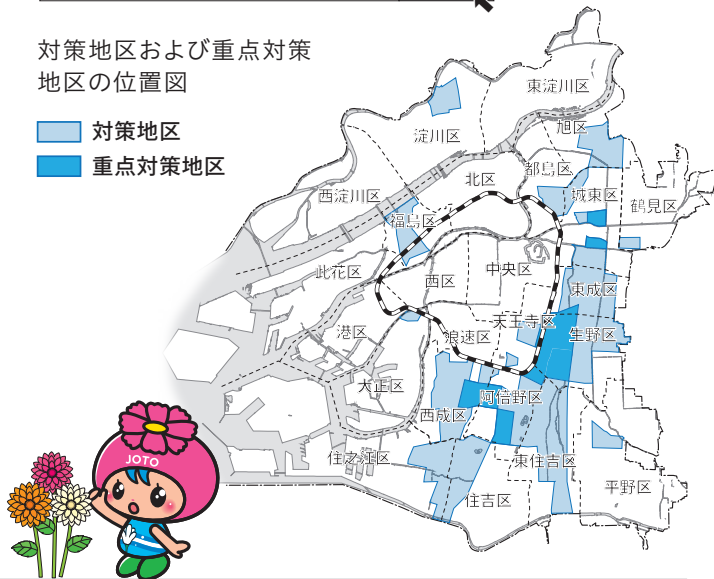 対策地区および重点対策
地区の位置図
対策地区
重点対策地区
東淀川区
淀川区
旭区
都島区
北区
城東区
西淀川区
鶴見区
福島区
此花区
西区
中央区
東成区
港区
浪速区
天王寺区
生野区
大正区
阿倍野区
西成区
住之江区
東住吉区
平野区
住吉区
JOTO